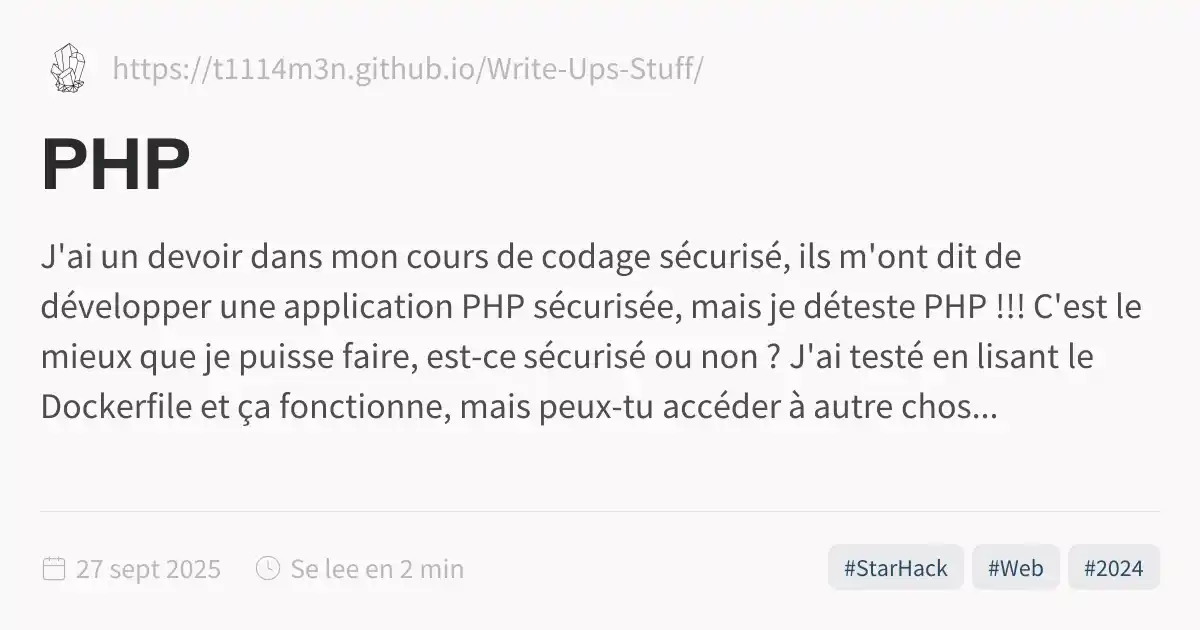 https://t1114m3n.github.io/Write-Ups-Stuff/
PHP
J'ai un devoir dans mon cours de codage sécurisé, ils m'ont dit de
développer une application PHP sécurisée, mais je déteste PHP !!! C'est le
mieux que je puisse faire, est-ce sécurisé ou non ? J'ai testé en lisant le
Dockerfile et ça fonctionne, mais peux-tu accéder à autre chos...
27 sept 2025 Se lee en 2 min #StarHack #Web #2024